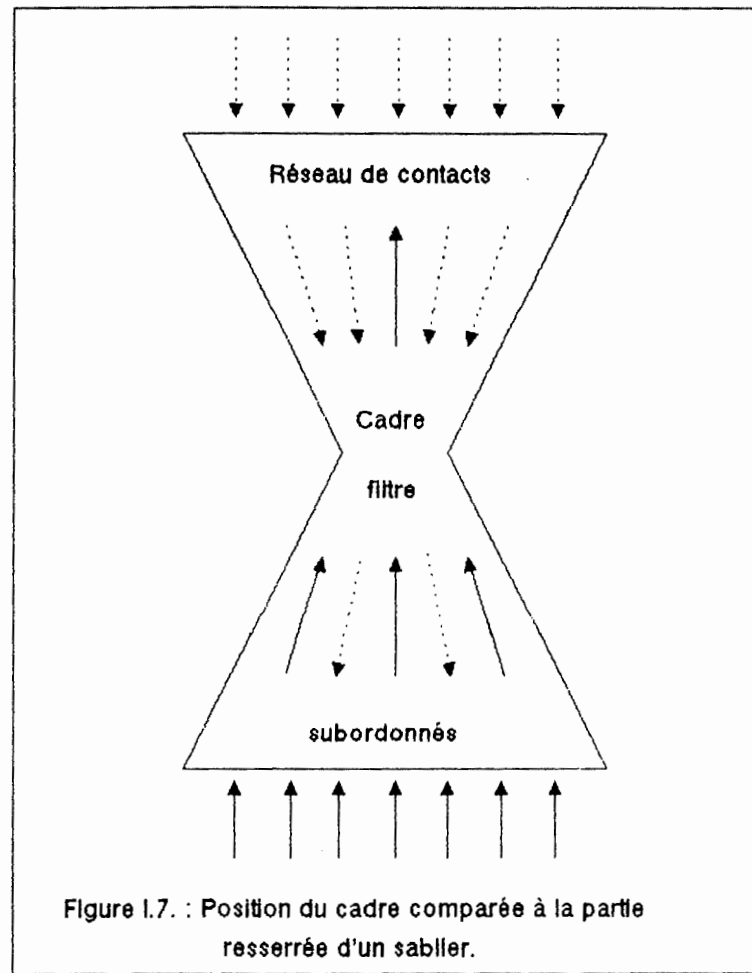 Réseau de contacts
Cadre
filtre
subordonnés
Figure I.7. : Position du cadre comparée à la partie
resserrée d'un sablier.